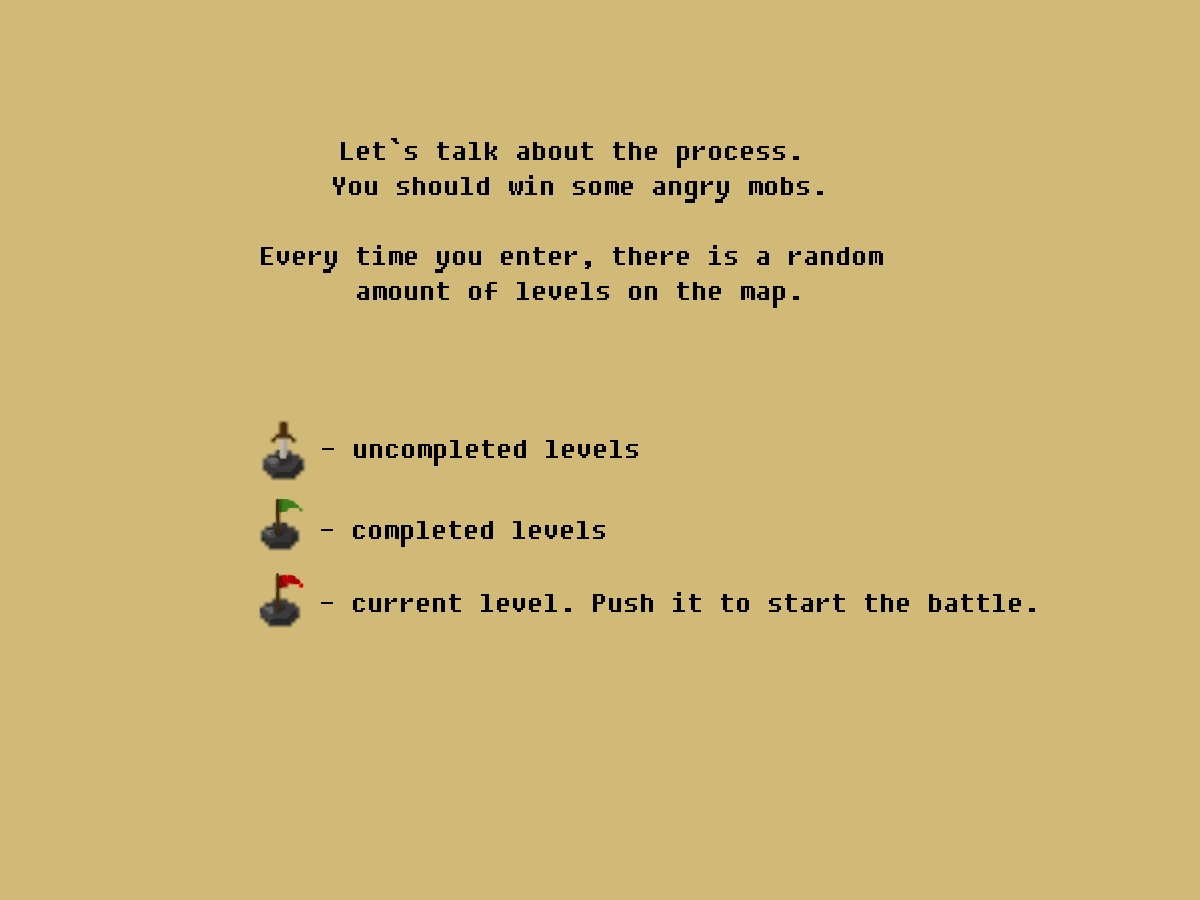 Let`s talk about the process.
You should win some angry mobs.
Every time you enter, there is a random
amount of levels on the map.
- uncompleted levels
- completed levels
- current level. Push it to start the battle.